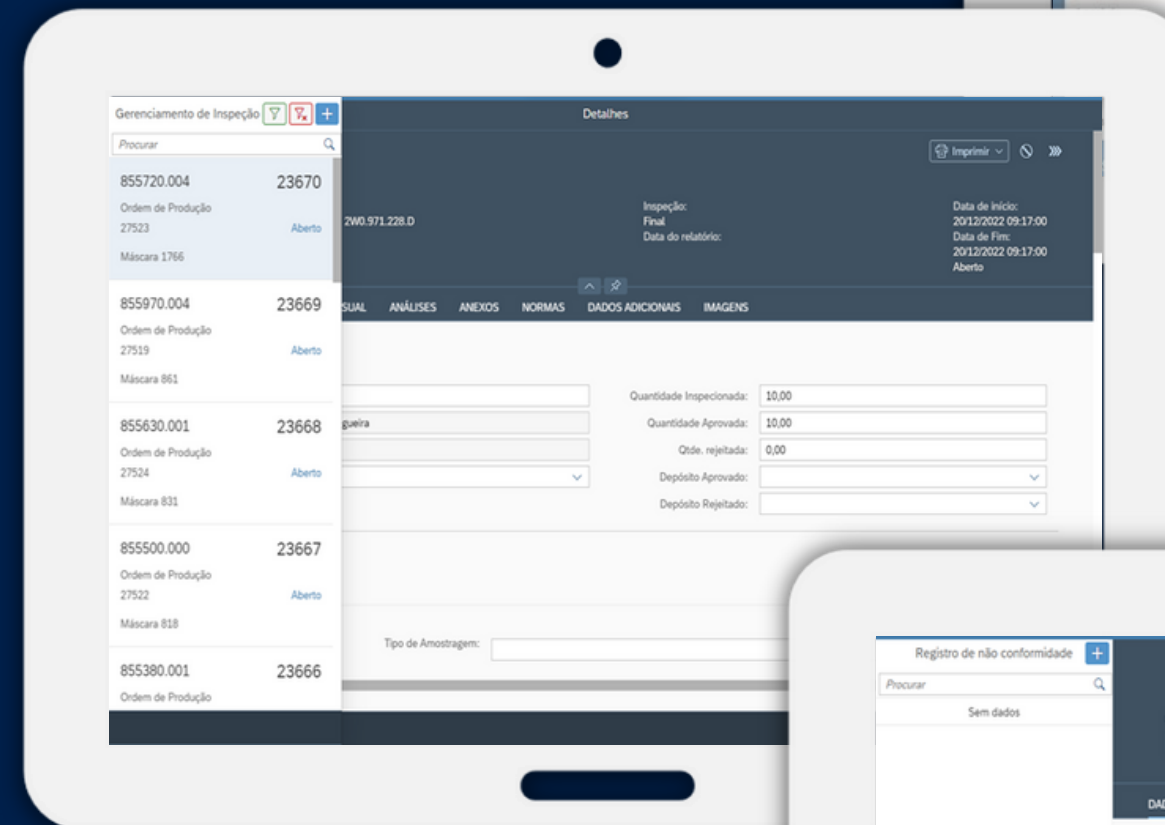 Gerenciamento de Inspeção
Procurar
855720.004 23670
Ordem de Produção
27523 Aberto
Máscara 1766
855970.004 23669
Ordem de Produção
27519 Aberto
Máscara 861
855630.001 23668
Ordem de Produção
27524 Aberto
Máscara 831
855500.000 23667
Ordem de Produção
27522 Aberto
Máscara 818
855380.001 23666
Ordem de Produção
Detalhes
Imprimir
2W0.971.228.D
Inspeção:
Final
Data do relatório:
Data de início:
20/12/2022 09:17:00
Data de Fim:
20/12/2022 09:17:00
Aberto
SUAL ANÁLISES ANEXOS NORMAS DADOS ADICIONAIS IMAGENS
Quantidade Inspecionada: 10,00
gueira Quantidade Aprovada: 10,00
Qtde. rejeitada: 0,00
Depósito Aprovado:
Depósito Rejeitado:
Tipo de Amostragem:
Registro de não conformidade
Procurar
Sem dados
DAD